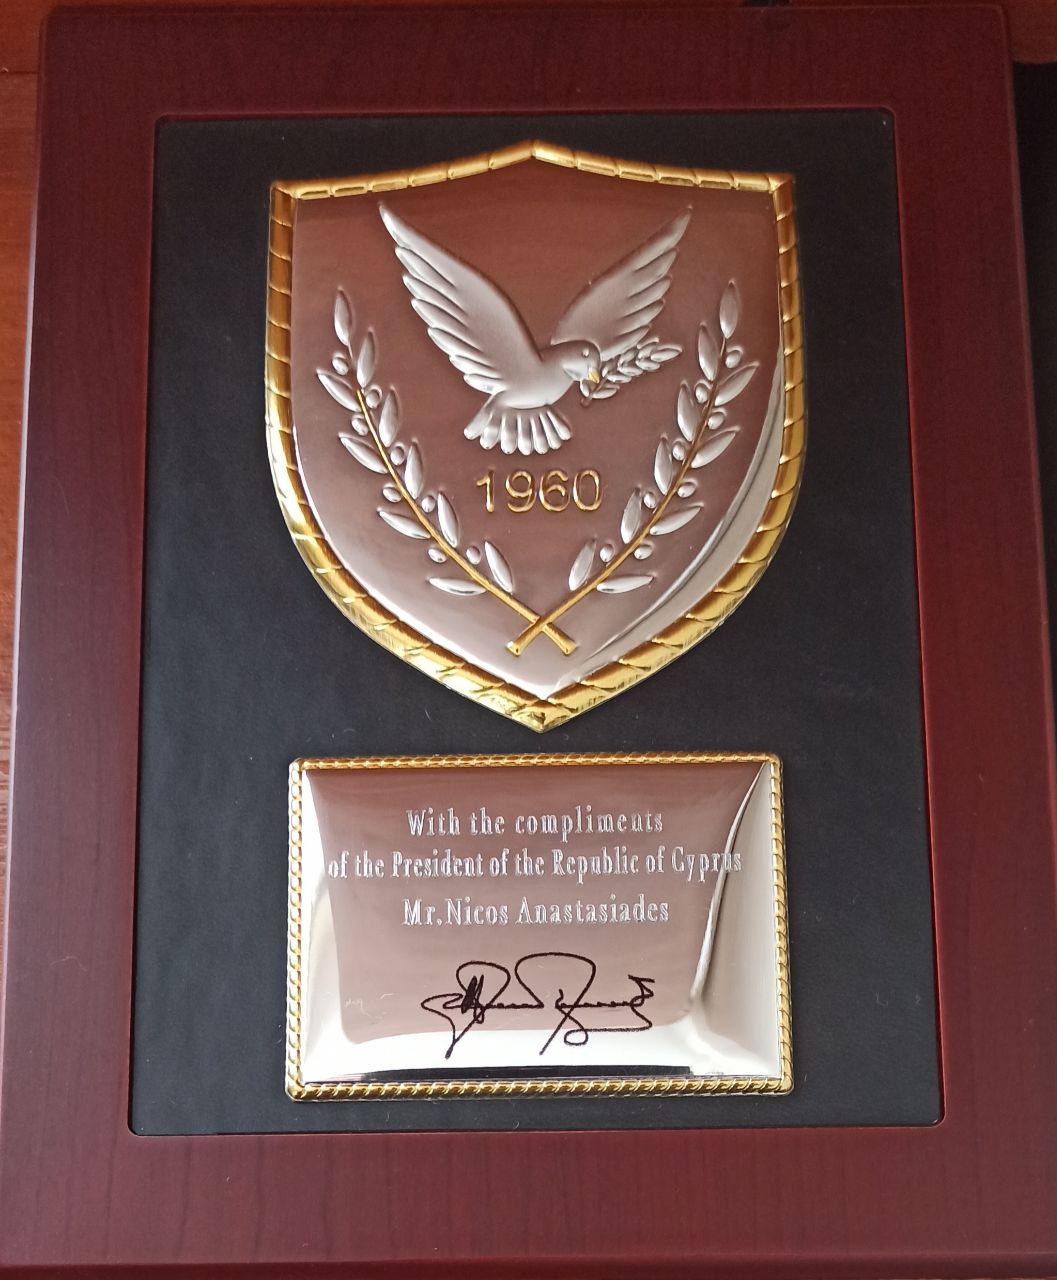 1960
With the compliments
of the President of the Republic of Cyprus
Mr.Nicos Anastasiades